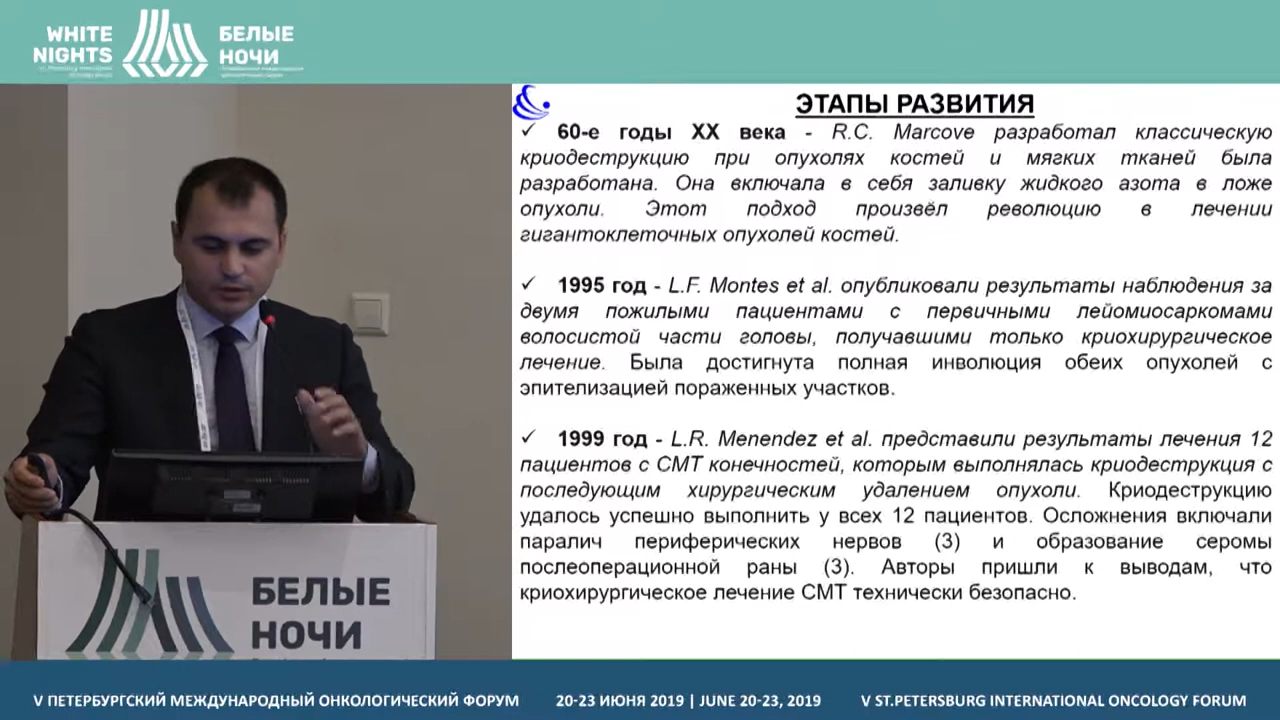 WHITE
NIGHTS
БЕЛЫЕ
НОЧИ
ЭТАПЫ РАЗВИТИЯ
✓ 60-е годы XX века - R.C. Marcove разработал классическую
криодеструкцию при опухолях костей и мягких тканей была
разработана. Она включала в себя заливку жидкого азота в ложе
опухоли. Этот подход произвёл революцию в лечении
гигантоклеточных опухолей костей.
✓ 1995 год - L.F. Montes et al. опубликовали результаты наблюдения за
двумя пожилыми пациентами с первичными лейомиосаркомами
волосистой части головы, получавшими только криохирургическое
лечение. Была достигнута полная инволюция обеих опухолей с
эпителизацией пораженных участков.
✓ 1999 год - L.R. Menendez et al. представили результаты лечения 12
пациентов с СМТ конечностей, которым выполнялась криодеструкция с
последующим хирургическим удалением опухоли. Криодеструкцию
удалось успешно выполнить у всех 12 пациентов. Осложнения включали
паралич периферических нервов (3) и образование серомы
послеоперационной раны (3). Авторы пришли к выводам, что
криохирургическое лечение СМТ технически безопасно.
БЕЛЫЕ
НОЧИ
V ПЕТЕРБУРГСКИЙ МЕЖДУНАРОДНЫЙ ОНКОЛОГИЧЕСКИЙ ФОРУМ 20-23 ИЮНЯ 2019 | JUNE 20-23, 2019 V ST.PETERSBURG INTERNATIONAL ONCOLOGY FORUM